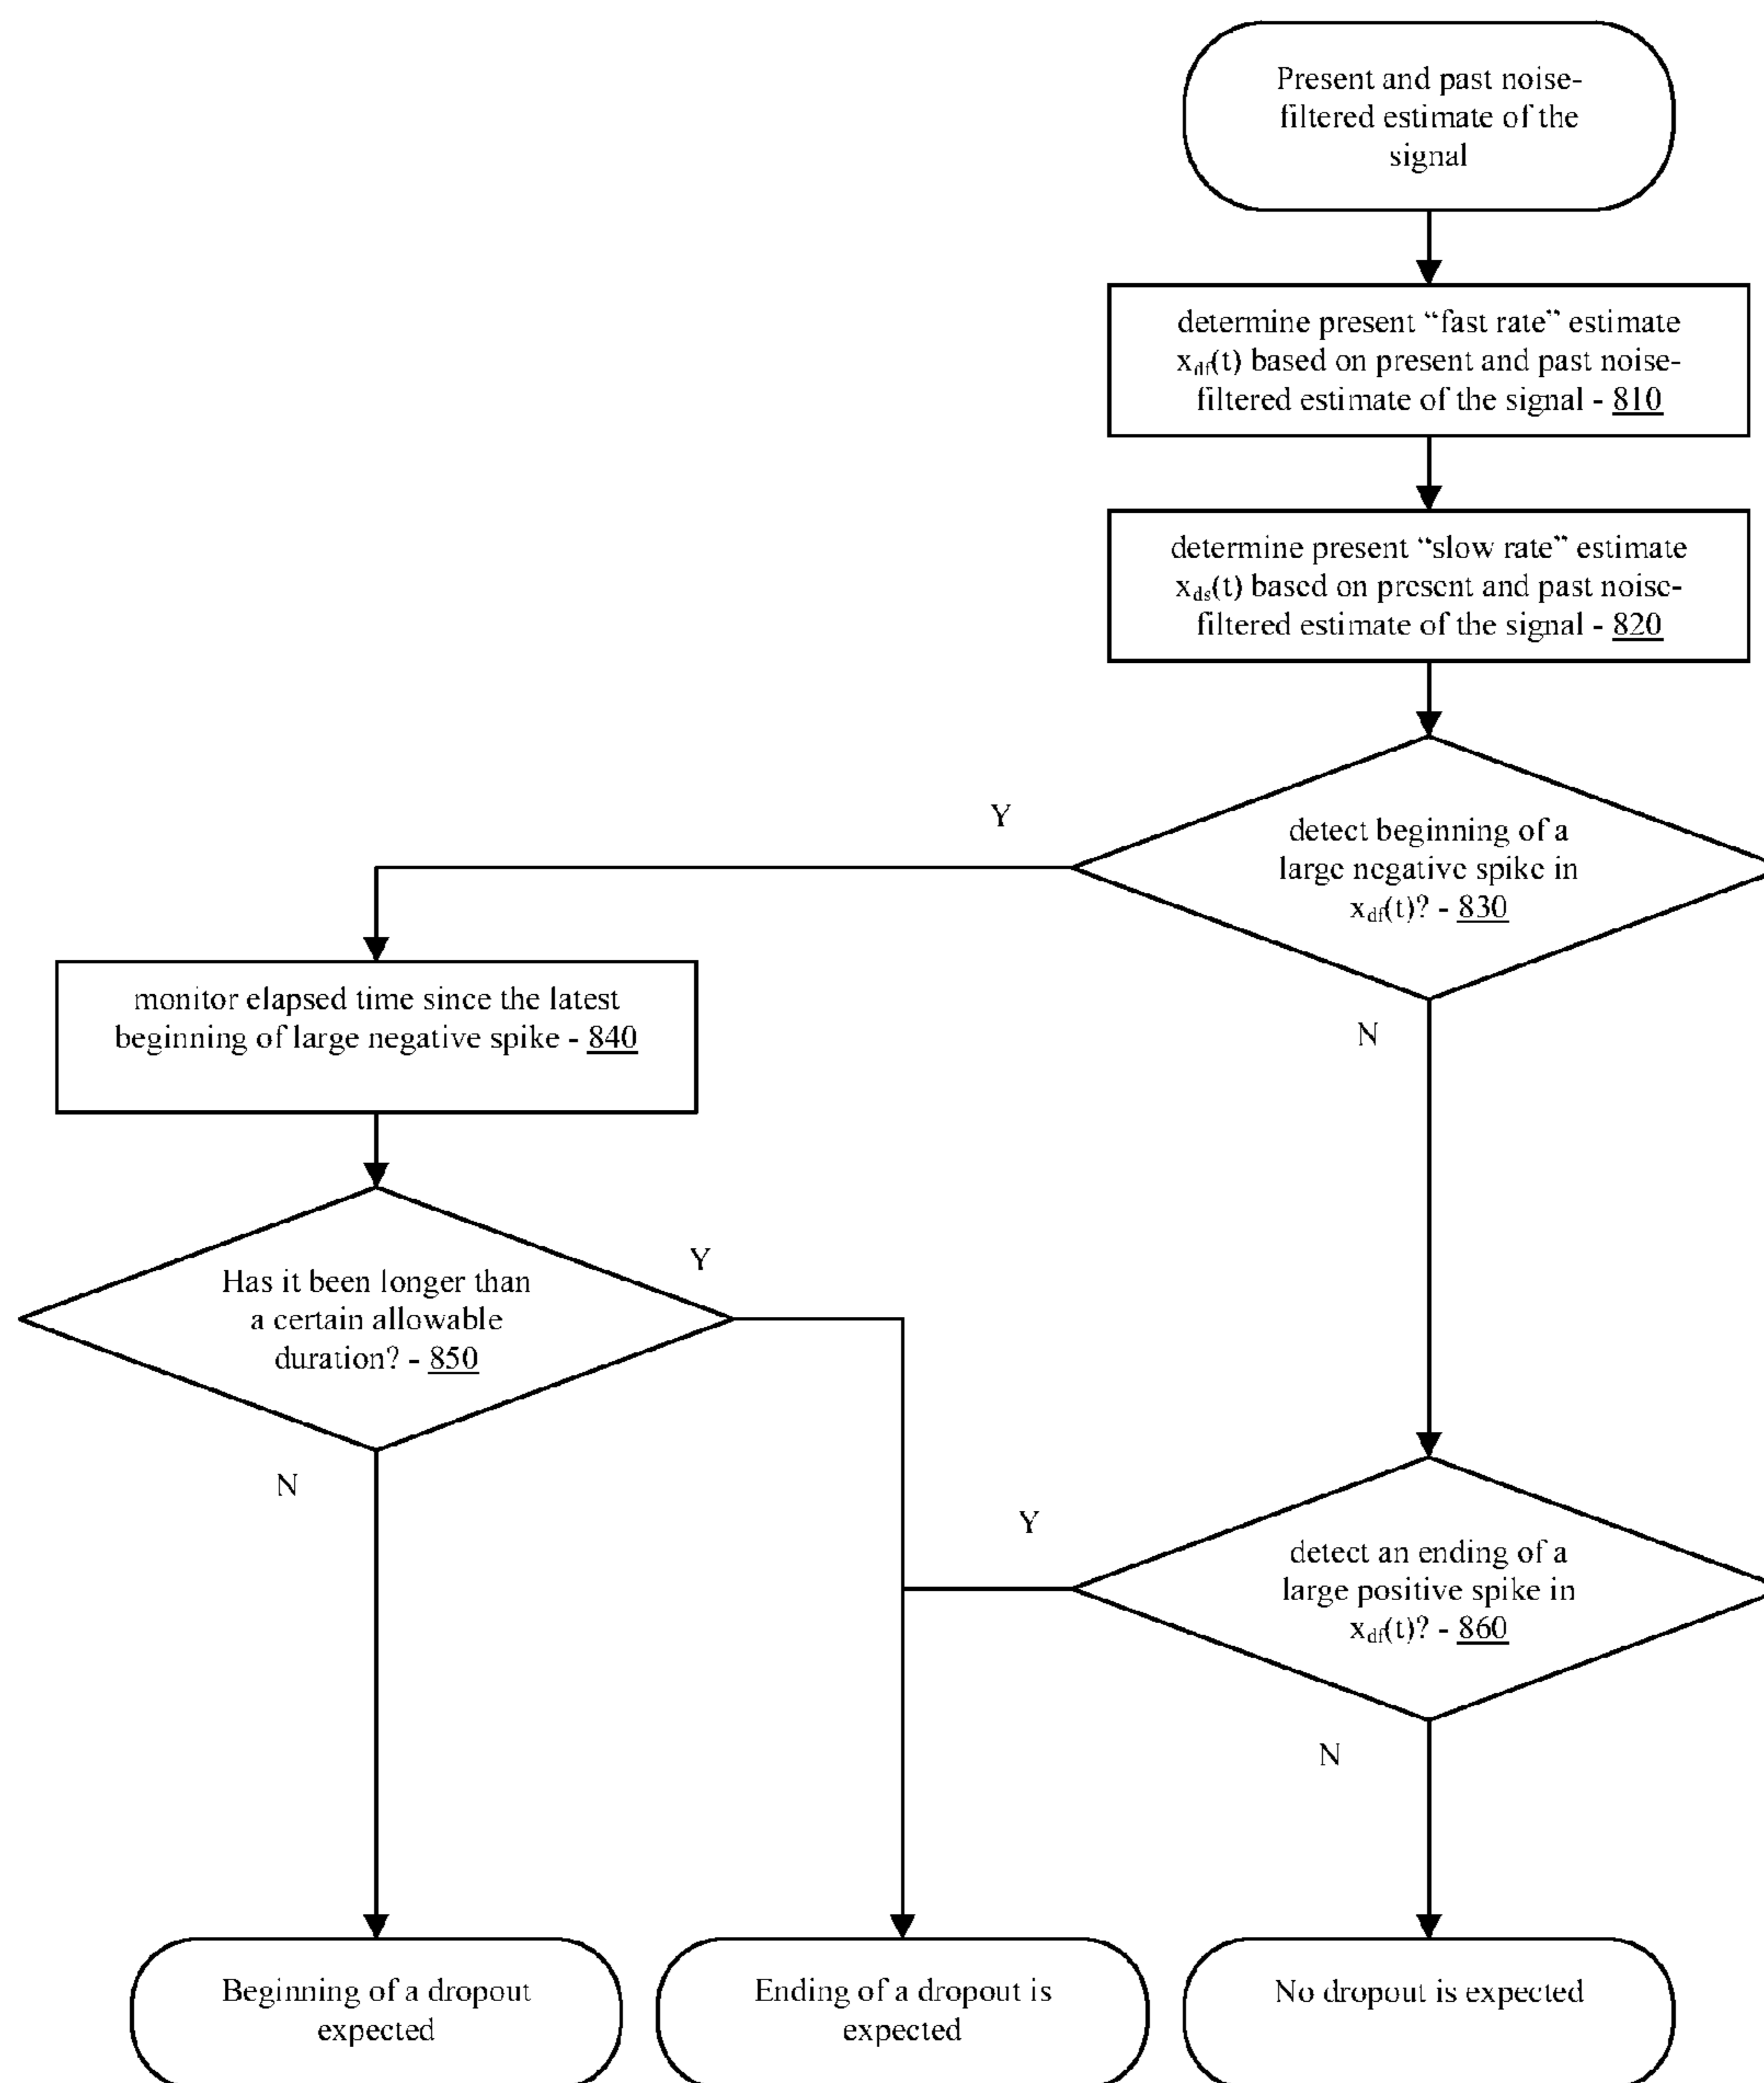 Present and past noise-
filtered estimate of the
signal
determine present “fast rate” estimate
x_df(t) based on present and past noise-
filtered estimate of the signal - 810
determine present “slow rate” estimate
x_ds(t) based on present and past noise-
filtered estimate of the signal - 820
Y
detect beginning of a
large negative spike in
x_df(t)? - 830
N
monitor elapsed time since the latest
beginning of large negative spike - 840
Y
Has it been longer than
a certain allowable
duration? - 850
N
Y
detect an ending of a
large positive spike in
x_df(t)? - 860
N
Beginning of a dropout
expected
Ending of a dropout is
expected
No dropout is expected